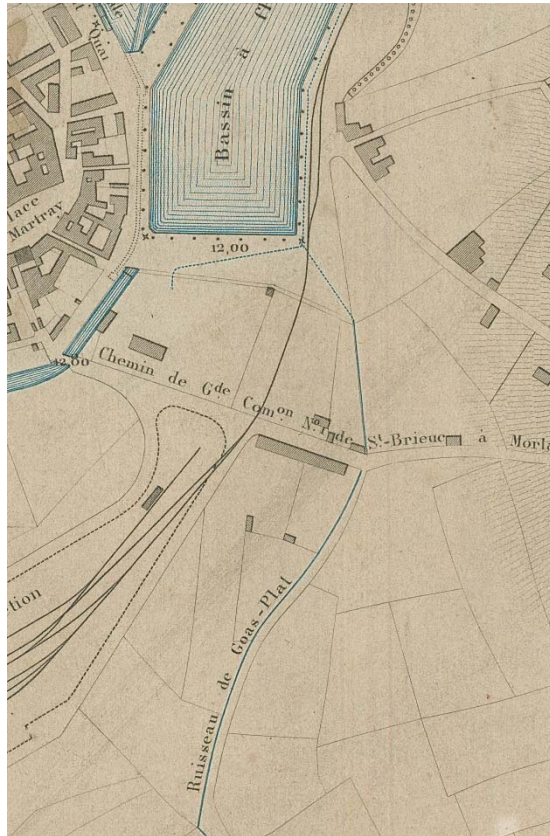 Quai
Bassin à fl
lace
Martray
12,00
12,00
Chemin de Gde Comon No 1 de St-Brieuc à Morla
tion
Ruisseau de Goas-Plat